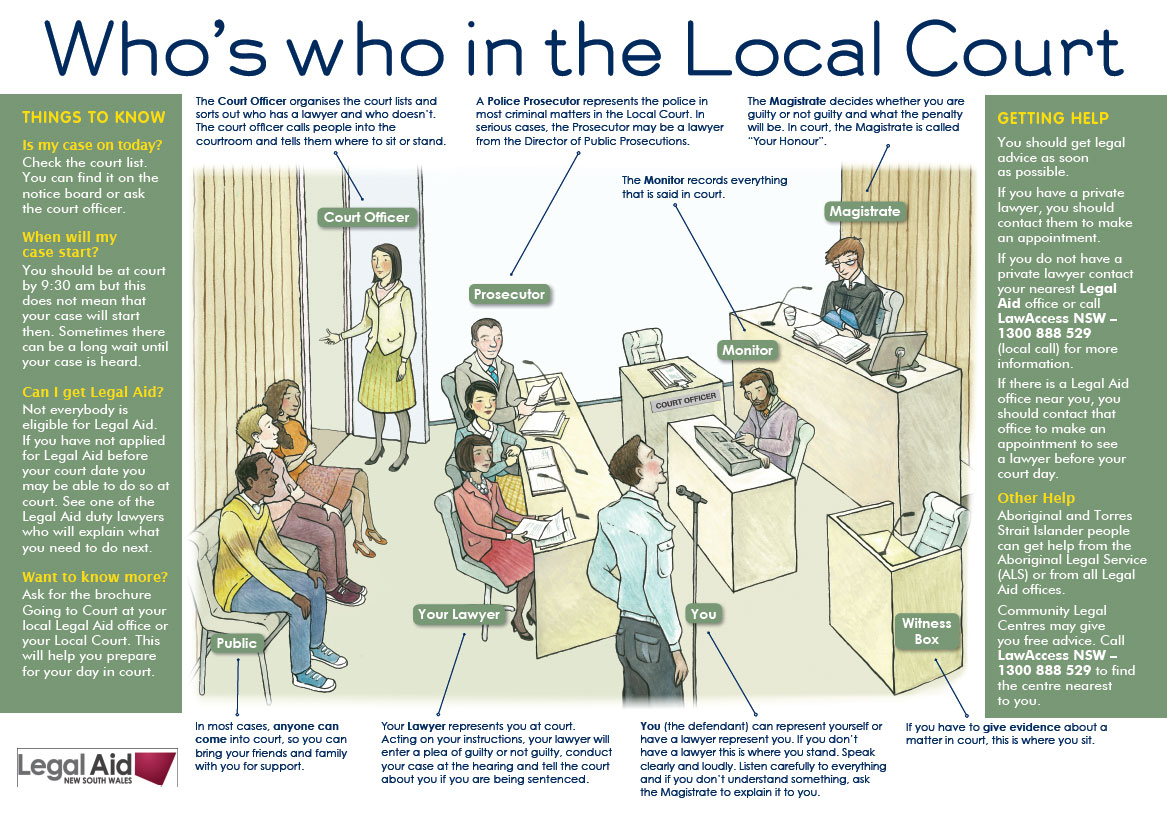 Who's who in the Local Court
THINGS TO KNOW
Is my case on today?
Check the court list.
You can find it on the
notice board or ask
the court officer.
When will my
case start?
You should be at court
by 9:30 am but this
does not mean that
your case will start
then. Sometimes there
can be a long wait until
your case is heard.
Can I get Legal Aid?
Not everybody is
eligible for Legal Aid.
If you have not applied
for Legal Aid before
your court date you
may be able to do so at
court. See one of the
Legal Aid duty lawyers
who will explain what
you need to do next.
Want to know more?
Ask for the brochure
Going to Court at your
local Legal Aid office or
your Local Court. This
will help you prepare
for your day in court.
The Court Officer organises the court lists and
sorts out who has a lawyer and who doesn't.
The court officer calls people into the
courtroom and tells them where to sit or stand.
A Police Prosecutor represents the police in
most criminal matters in the Local Court. In
serious cases, the Prosecutor may be a lawyer
from the Director of Public Prosecutions.
The Magistrate decides whether you are
guilty or not guilty and what the penalty
will be. In court, the Magistrate is called
"Your Honour".
The Monitor records everything
that is said in court.
Court Officer
Magistrate
Prosecutor
Monitor
COURT OFFICER
Your Lawyer
You
Witness
Box
Public
In most cases, anyone can
come into court, so you can
bring your friends and family
with you for support.
Your Lawyer represents you at court.
Acting on your instructions, your lawyer will
enter a plea of guilty or not guilty, conduct
your case at the hearing and tell the court
about you if you are being sentenced.
You (the defendant) can represent yourself or
have a lawyer represent you. If you don't
have a lawyer this is where you stand. Speak
clearly and loudly. Listen carefully to everything
and if you don't understand something, ask
the Magistrate to explain it to you.
If you have to give evidence about a
matter in court, this is where you sit.
GETTING HELP
You should get legal
advice as soon
as possible.
If you have a private
lawyer, you should
contact them to make
an appointment.
If you do not have a
private lawyer contact
your nearest Legal
Aid office or call
LawAccess NSW –
1300 888 529
(local call) for more
information.
If there is a Legal Aid
office near you, you
should contact that
office to make an
appointment to see
a lawyer before your
court day.
Other Help
Aboriginal and Torres
Strait Islander people
can get help from the
Aboriginal Legal Service
(ALS) or from all Legal
Aid offices.
Community Legal
Centres may give
you free advice. Call
LawAccess NSW –
1300 888 529 to find
the centre nearest
to you.
Legal Aid
NEW SOUTH WALES